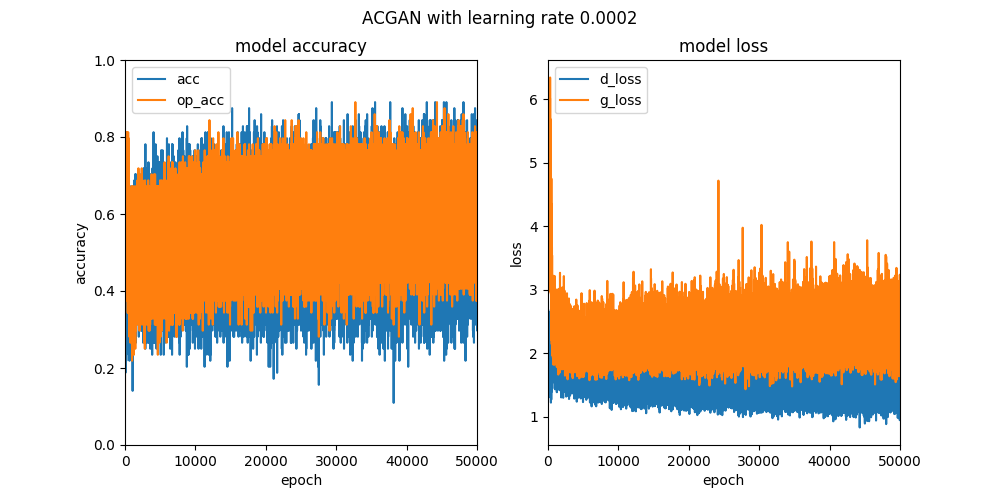 ACGAN with learning rate 0.0002
model accuracy
acc
op_acc
1.0
0.8
0.6
0.4
0.2
0.0
accuracy
0
10000
20000
30000
40000
50000
epoch
model loss
d_loss
g_loss
6
5
4
3
2
1
loss
0
10000
20000
30000
40000
50000
epoch